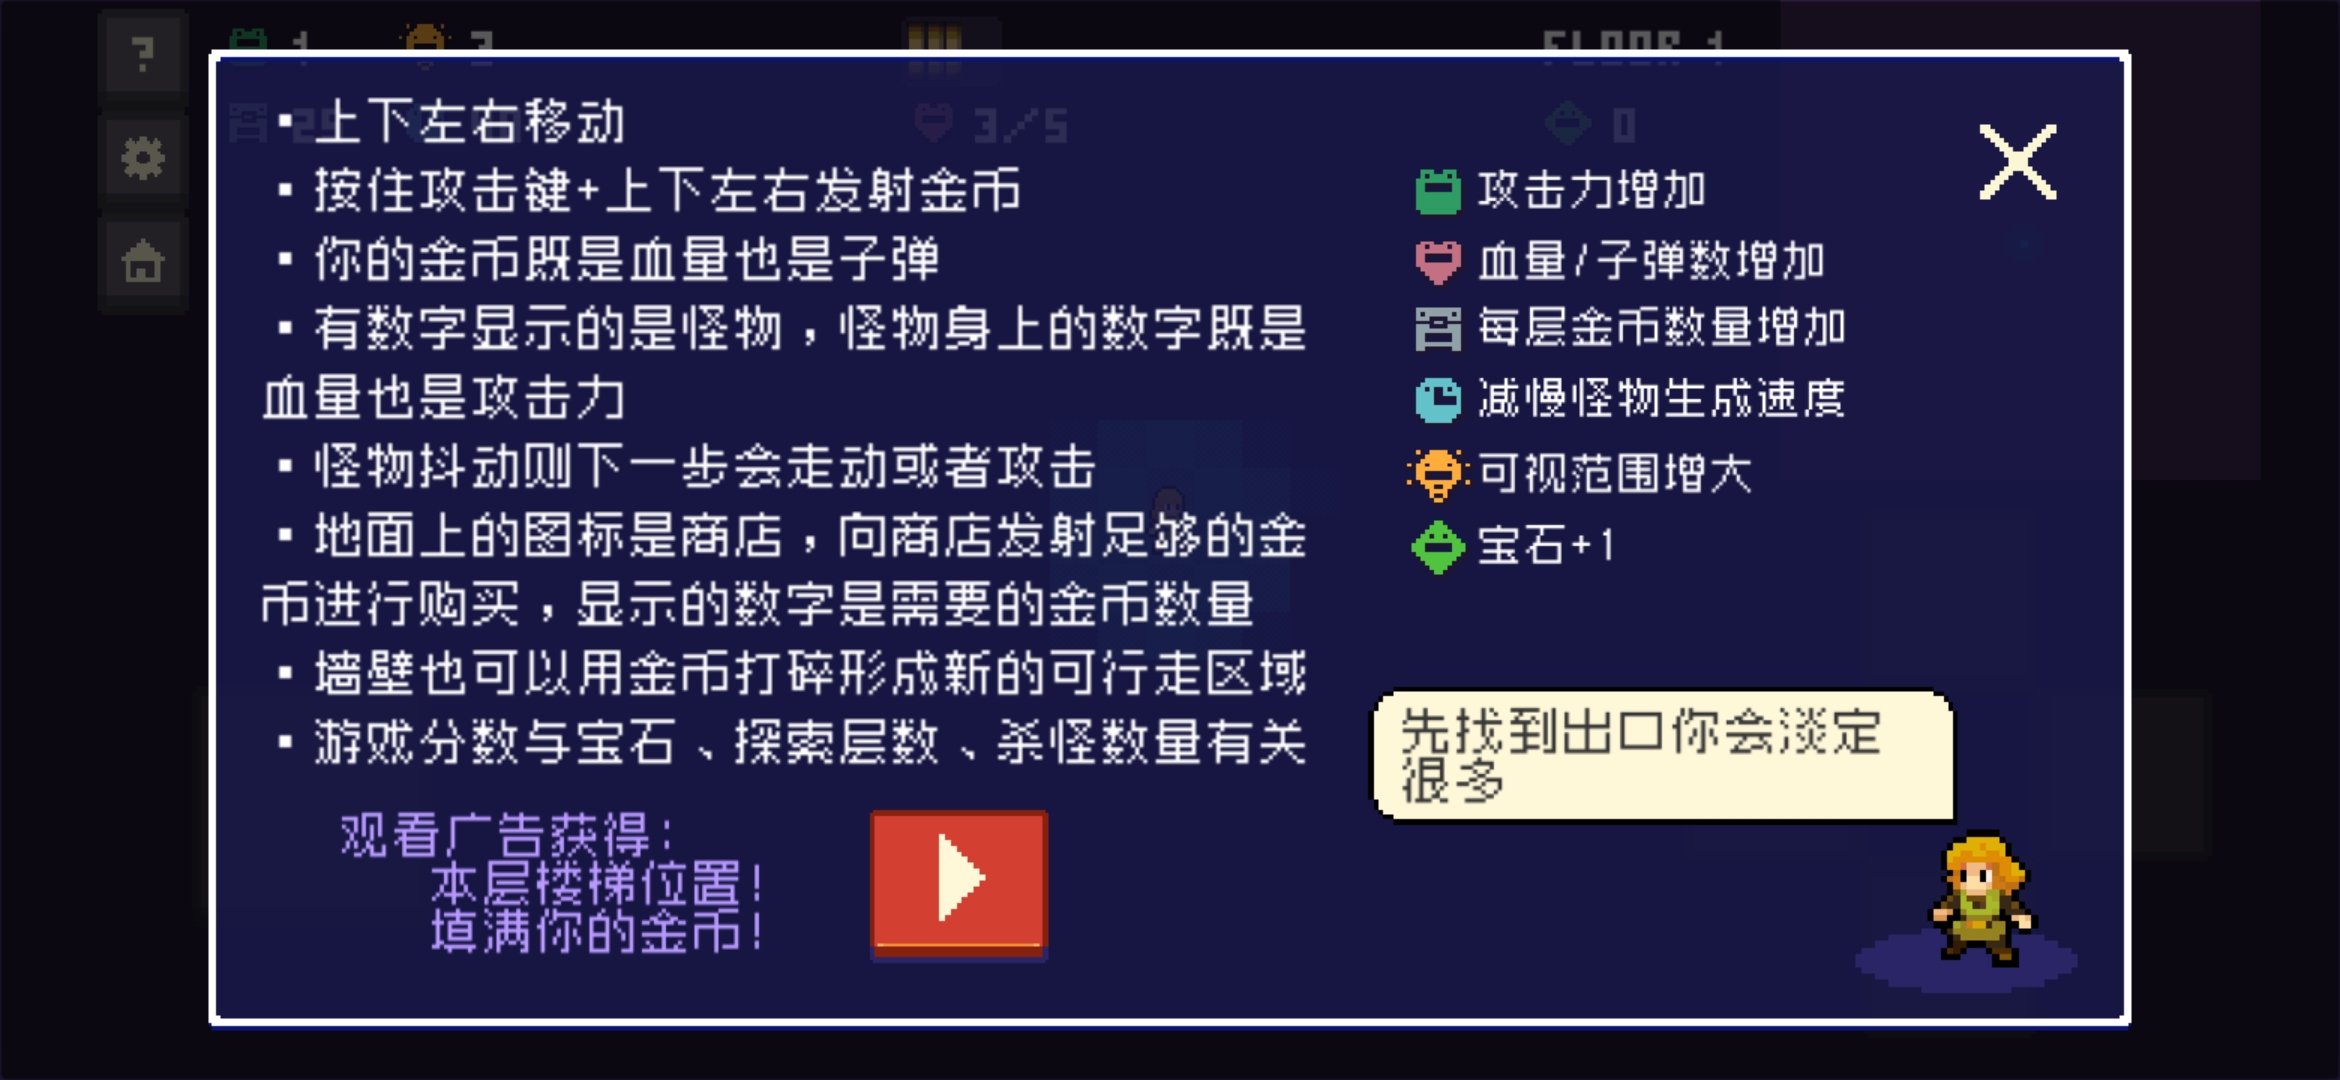 ?
1
3
FLOOR 1
3/5
0
▪上下左右移动
▪按住攻击键+上下左右发射金币
▪你的金币既是血量也是子弹
▪有数字显示的是怪物，怪物身上的数字既是
血量也是攻击力
▪怪物抖动则下一步会走动或者攻击
▪地面上的图标是商店，向商店发射足够的金
币进行购买，显示的数字是需要的金币数量
▪墙壁也可以用金币打碎形成新的可行走区域
▪游戏分数与宝石、探索层数、杀怪数量有关
攻击力增加
血量/子弹数增加
每层金币数量增加
减慢怪物生成速度
可视范围增大
宝石+1
先找到出口你会淡定
很多
观看广告获得：
本层楼梯位置！
填满你的金币！